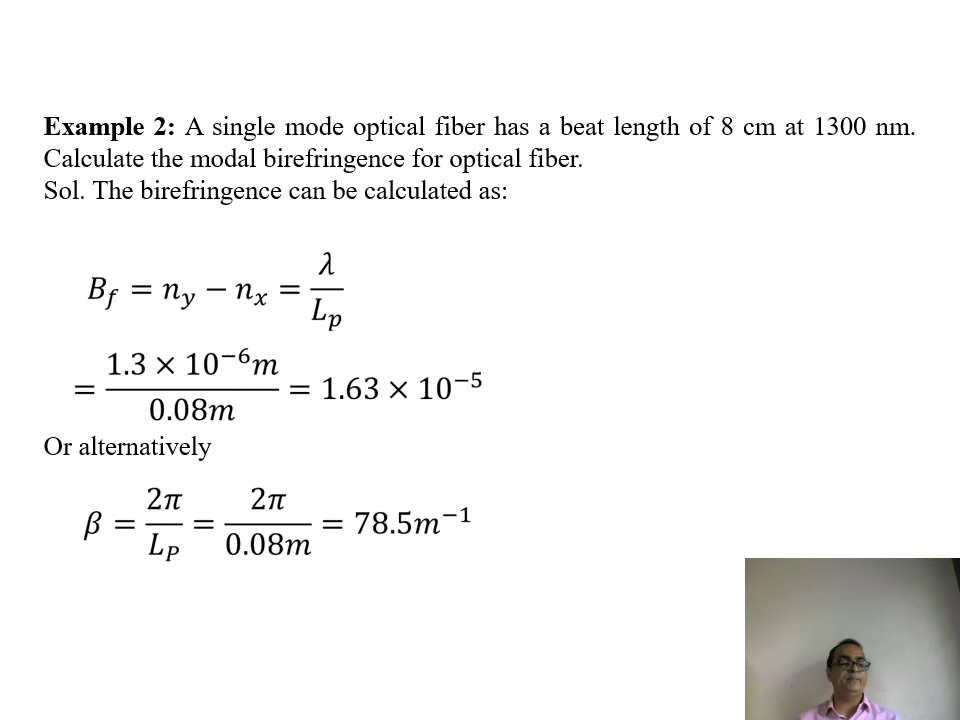 Example 2: A single mode optical fiber has a beat length of 8 cm at 1300 nm.
Calculate the modal birefringence for optical fiber.
Sol. The birefringence can be calculated as:
B_f = n_y − n_x = λ / L_p
= 1.3 × 10⁻⁶m / 0.08m = 1.63 × 10⁻⁵
Or alternatively
β = 2π / L_P = 2π / 0.08m = 78.5m⁻¹